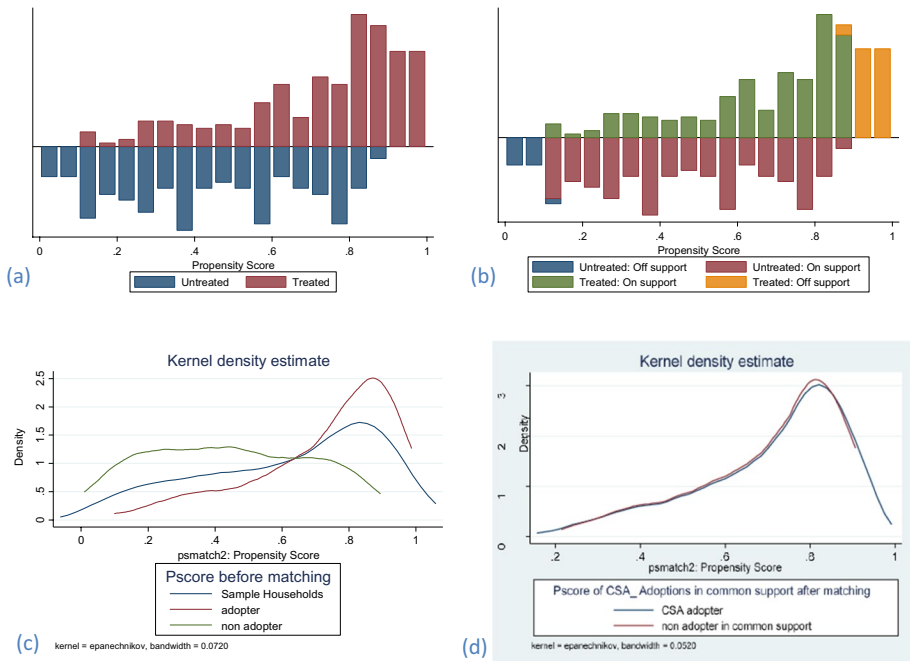 0 .2 .4 .6 .8 1
Propensity Score
Untreated Treated
(a)
0 .2 .4 .6 .8 1
Propensity Score
Untreated: Off support Untreated: On support
Treated: On support Treated: Off support
(b)
Kernel density estimate
Density
0 .5 1 1.5 2 2.5
0 .2 .4 .6 .8 1
psmatch2: Propensity Score
Pscore before matching
Sample Households
adopter
non adopter
(c)
kernel = epanechnikov, bandwidth = 0.0720
Kernel density estimate
Density
0 1 2 3
.2 .4 .6 .8 1
psmatch2: Propensity Score
Pscore of CSA_Adoptions in common support after matching
CSA adopter
non adopter in common support
(d)
kernel = epanechnikov, bandwidth = 0.0520